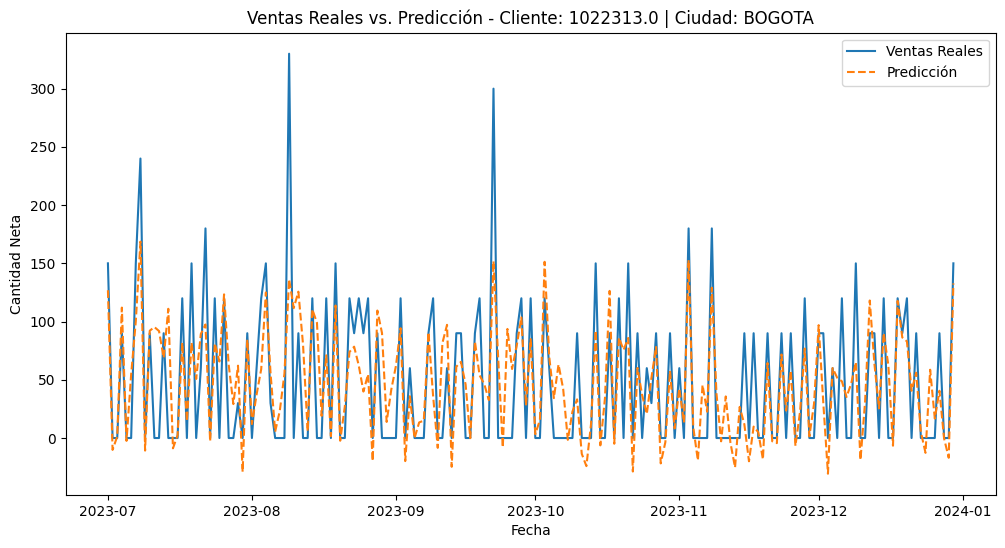 Ventas Reales vs. Predicción - Cliente: 1022313.0 | Ciudad: BOGOTA
Ventas Reales
Predicción
Cantidad Neta
300
250
200
150
100
50
0
2023-07
2023-08
2023-09
2023-10
2023-11
2023-12
2024-01
Fecha